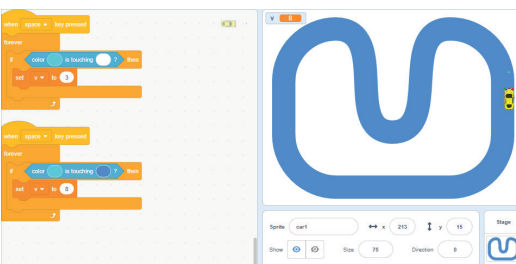 when space key pressed
forever
if color is touching ? then
set v to 3
when space key pressed
forever
if color is touching ? then
set v to 8
v 8
Sprite car1 x 213 y 15
Show Size 75 Direction 0
Stage